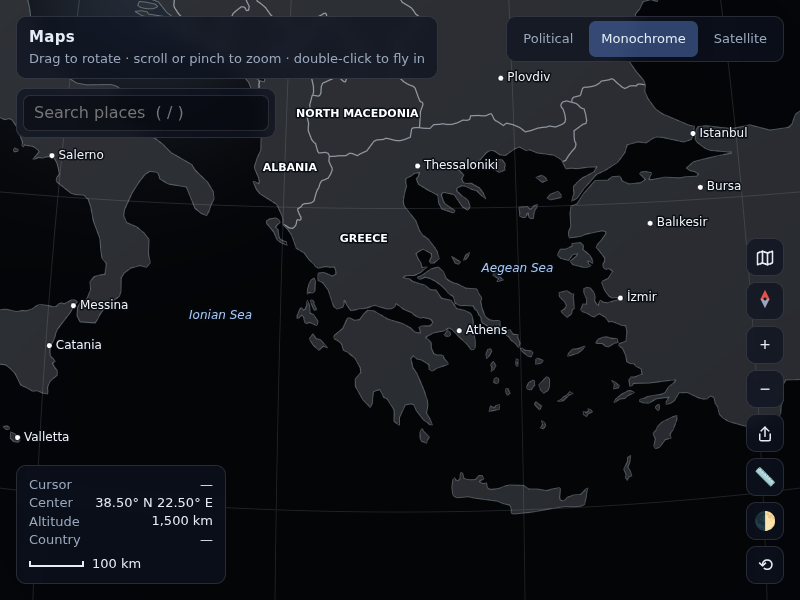 Maps
Drag to rotate · scroll or pinch to zoom · double-click to fly in
Political
Monochrome
Satellite
Search places ( / )
Plovdiv
NORTH MACEDONIA
Istanbul
Salerno
ALBANIA
Thessaloniki
Bursa
Balıkesir
GREECE
Aegean Sea
Messina
İzmir
Ionian Sea
Athens
Catania
Valletta
Cursor —
Center 38.50° N 22.50° E
Altitude 1,500 km
Country —
100 km
+
−